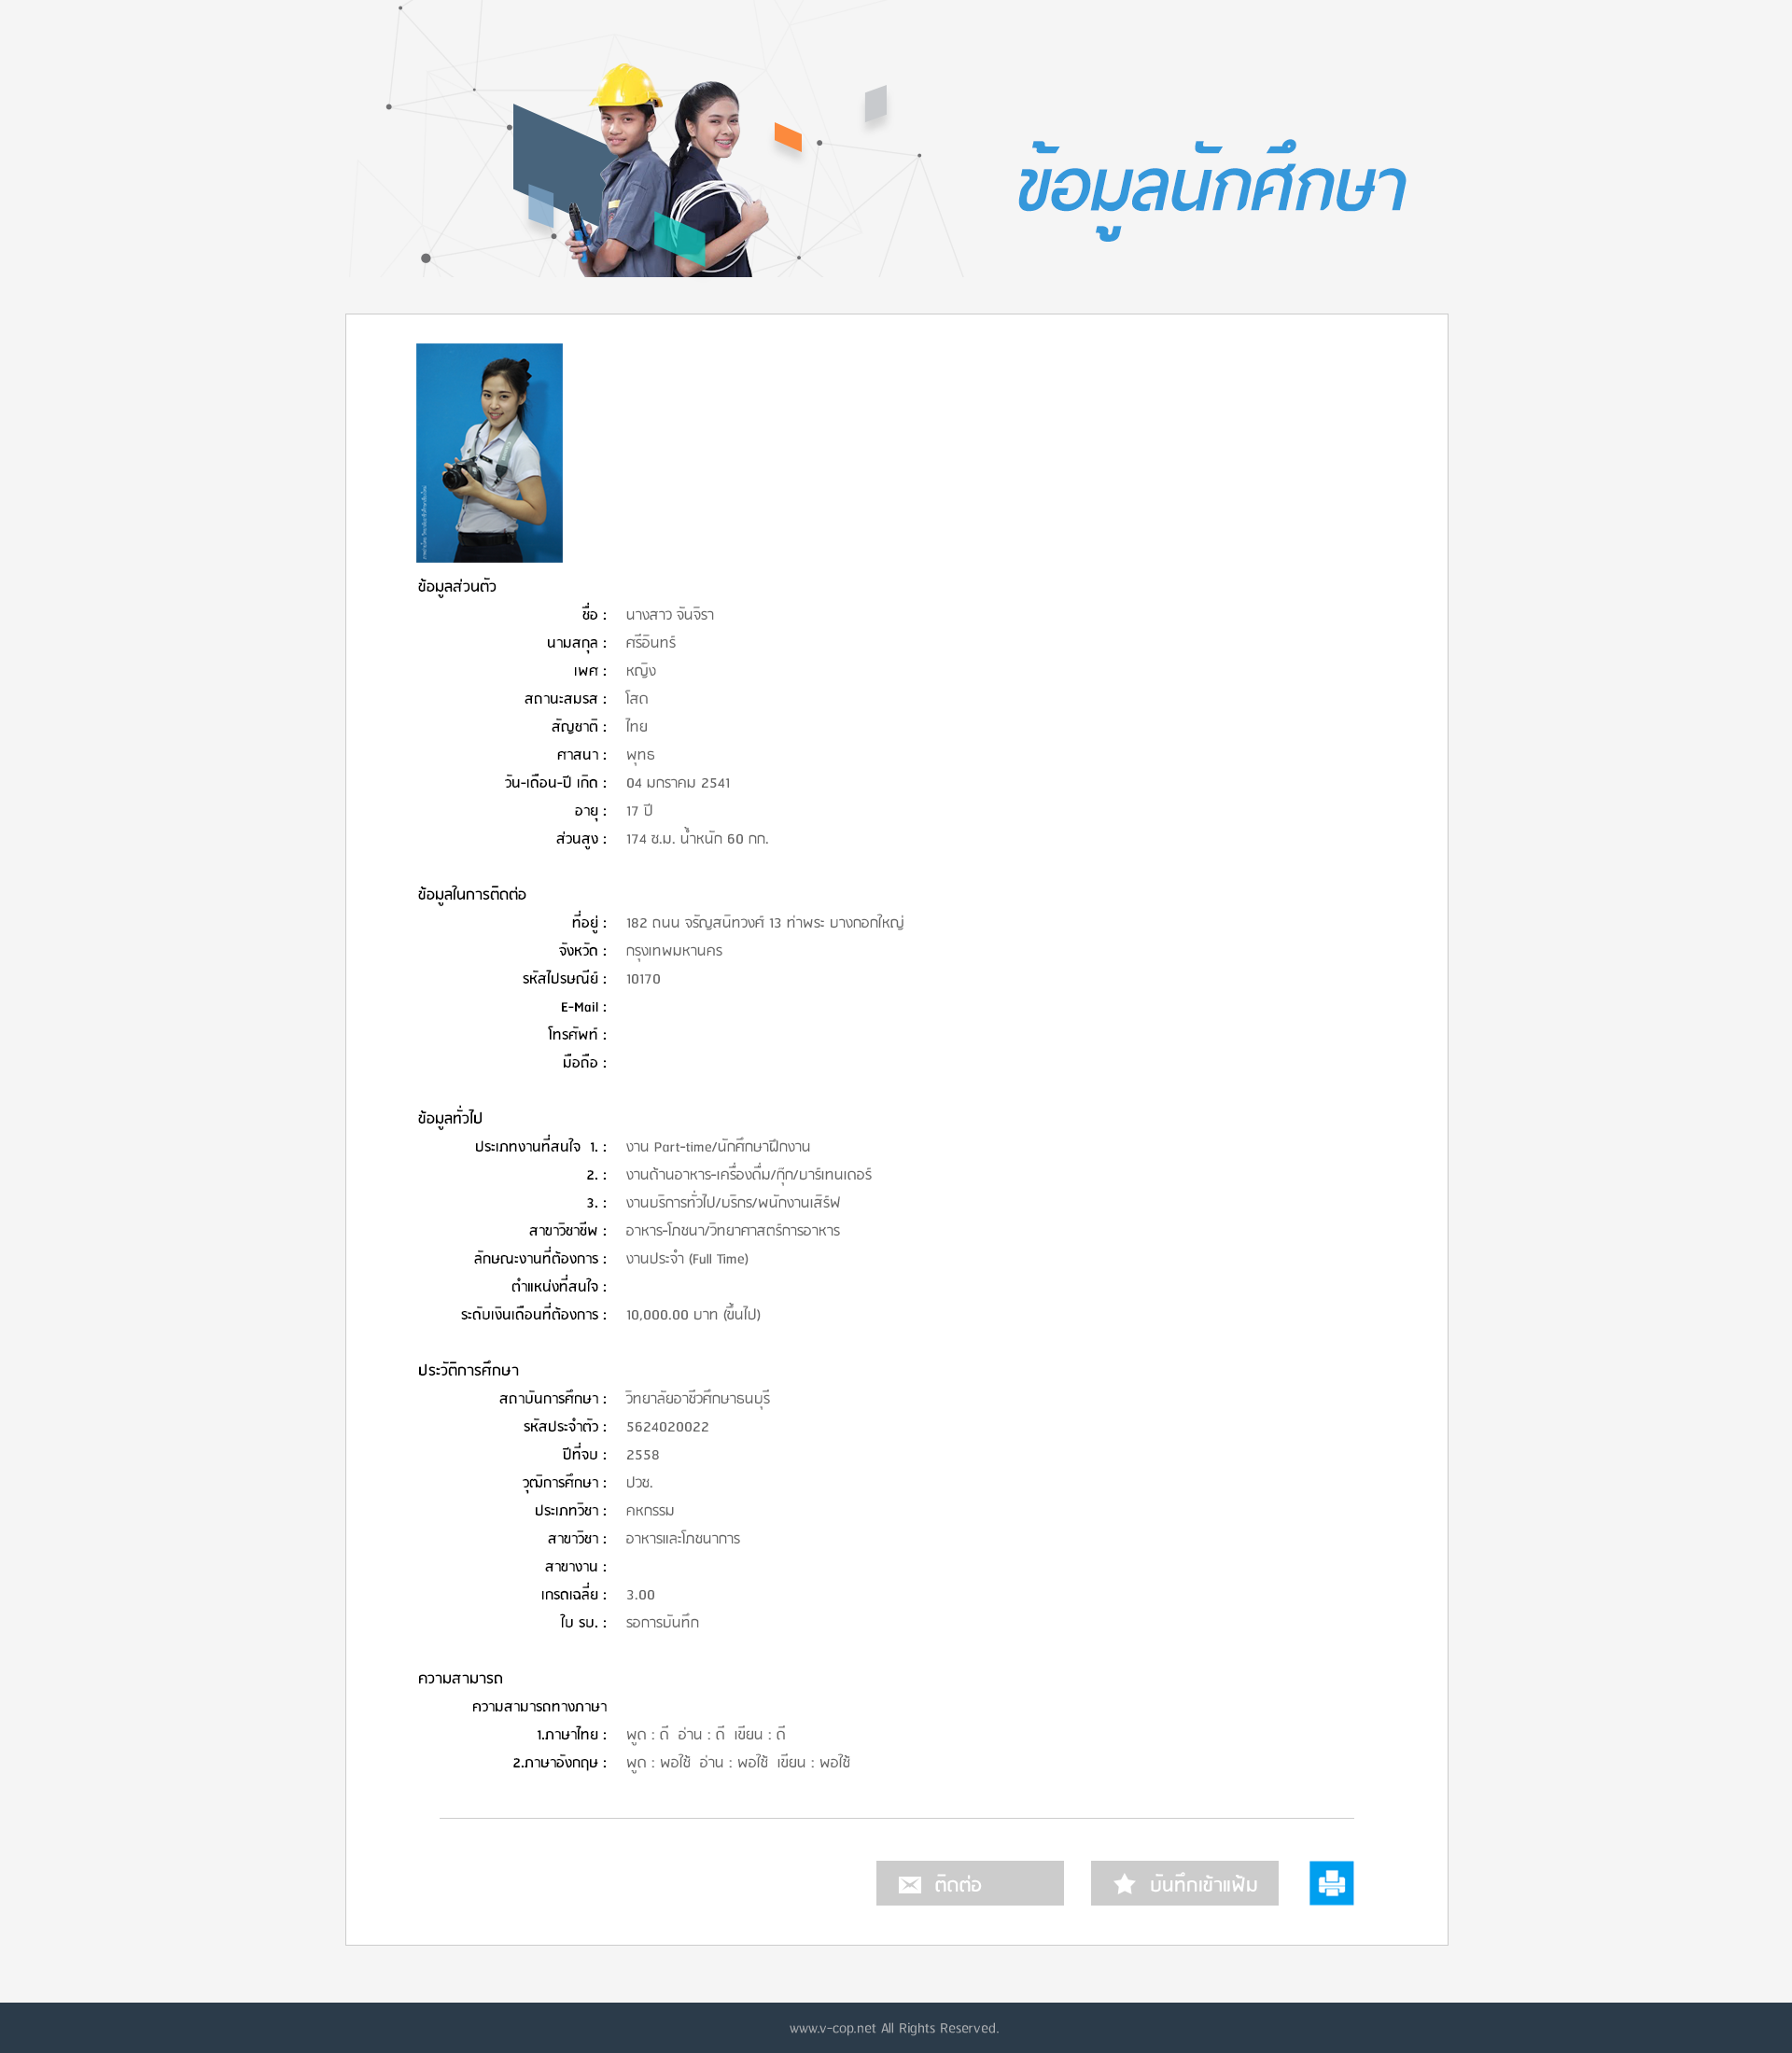 ข้อมูลนักศึกษา
ข้อมูลส่วนตัว
ชื่อ : นางสาว จันจิรา
นามสกุล : ศรีอินทร์
เพศ : หญิง
สถานะสมรส : โสด
สัญชาติ : ไทย
ศาสนา : พุทธ
วัน-เดือน-ปี เกิด : 04 มกราคม 2541
อายุ : 17 ปี
ส่วนสูง : 174 ช.ม. น้ำหนัก 60 กก.
ข้อมูลในการติดต่อ
ที่อยู่ : 182 ถนน จรัญสนิทวงศ์ 13 ท่าพระ บางกอกใหญ่
จังหวัด : กรุงเทพมหานคร
รหัสไปรษณีย์ : 10170
E-Mail :
โทรศัพท์ :
มือถือ :
ข้อมูลทั่วไป
ประเภทงานที่สนใจ 1. : งาน Part-time/นักศึกษาฝึกงาน
2. : งานด้านอาหาร-เครื่องดื่ม/กุ๊ก/บาร์เทนเดอร์
3. : งานบริการทั่วไป/บริกร/พนักงานเสิร์ฟ
สาขาวิชาชีพ : อาหาร-โภชนา/วิทยาศาสตร์การอาหาร
ลักษณะงานที่ต้องการ : งานประจำ (Full Time)
ตำแหน่งที่สนใจ :
ระดับเงินเดือนที่ต้องการ : 10,000.00 บาท (ขึ้นไป)
ประวัติการศึกษา
สถาบันการศึกษา : วิทยาลัยอาชีวศึกษาธนบุรี
รหัสประจำตัว : 5624020022
ปีที่จบ : 2558
วุฒิการศึกษา : ปวช.
ประเภทวิชา : คหกรรม
สาขาวิชา : อาหารและโภชนาการ
สาขางาน :
เกรดเฉลี่ย : 3.00
ใบ รบ. : รอการบันทึก
ความสามารถ
ความสามารถทางภาษา
1.ภาษาไทย : พูด : ดี อ่าน : ดี เขียน : ดี
2.ภาษาอังกฤษ : พูด : พอใช้ อ่าน : พอใช้ เขียน : พอใช้
ติดต่อ
บันทึกเข้าแฟ้ม
www.v-cop.net All Rights Reserved.